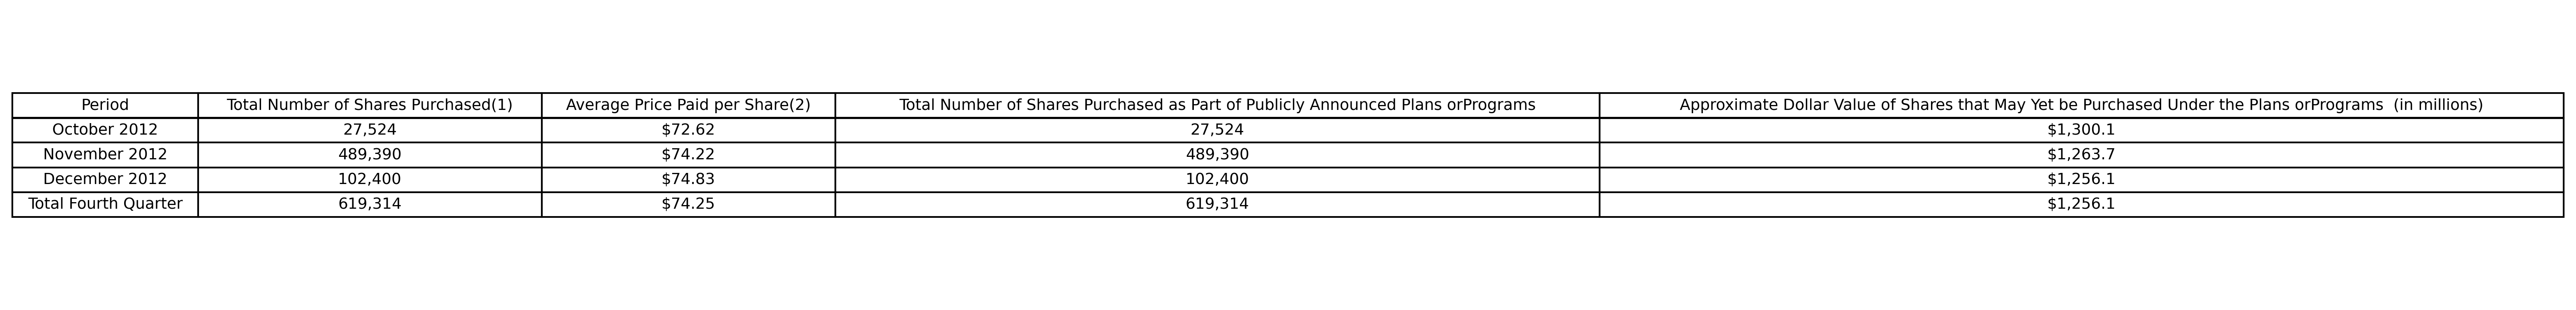 Period Total Number of Shares Purchased(1) Average Price Paid per Share(2) Total Number of Shares Purchased as Part of Publicly Announced Plans orPrograms Approximate Dollar Value of Shares that May Yet be Purchased Under the Plans orPrograms (in millions)
October 2012 27,524 $72.62 27,524 $1,300.1
November 2012 489,390 $74.22 489,390 $1,263.7
December 2012 102,400 $74.83 102,400 $1,256.1
Total Fourth Quarter 619,314 $74.25 619,314 $1,256.1